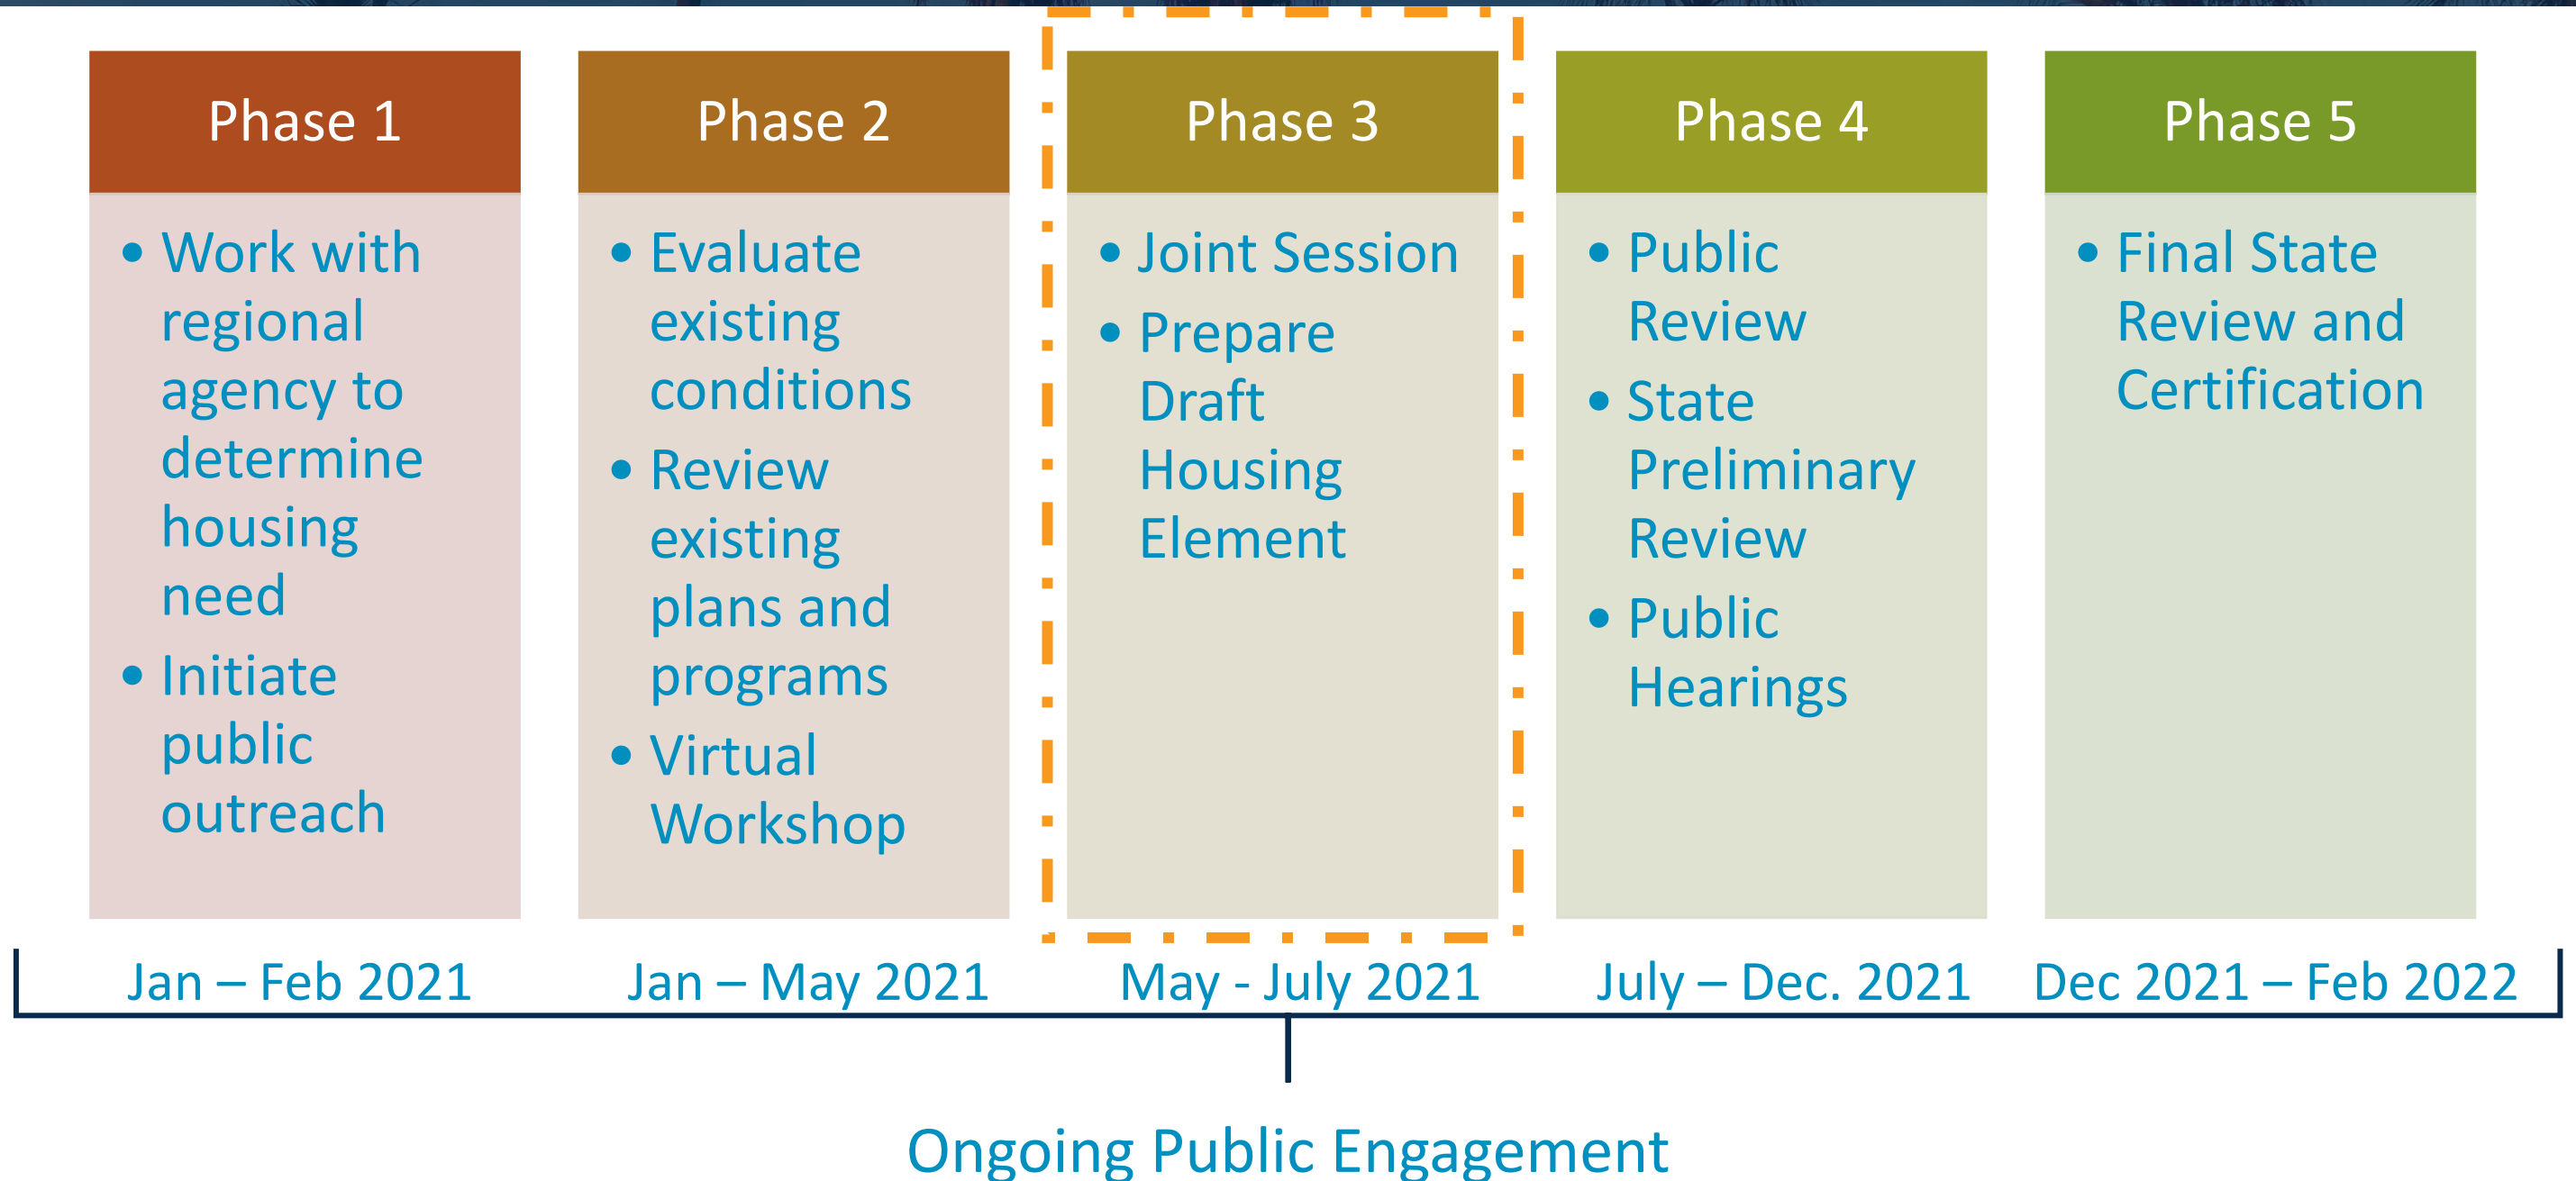 Phase 1
• Work with
regional
agency to
determine
housing
need
• Initiate
public
outreach
Jan – Feb 2021
Phase 2
• Evaluate
existing
conditions
• Review
existing
plans and
programs
• Virtual
Workshop
Jan – May 2021
Phase 3
• Joint Session
• Prepare
Draft
Housing
Element
May - July 2021
Phase 4
• Public
Review
• State
Preliminary
Review
• Public
Hearings
July – Dec. 2021
Phase 5
• Final State
Review and
Certification
Dec 2021 – Feb 2022
Ongoing Public Engagement